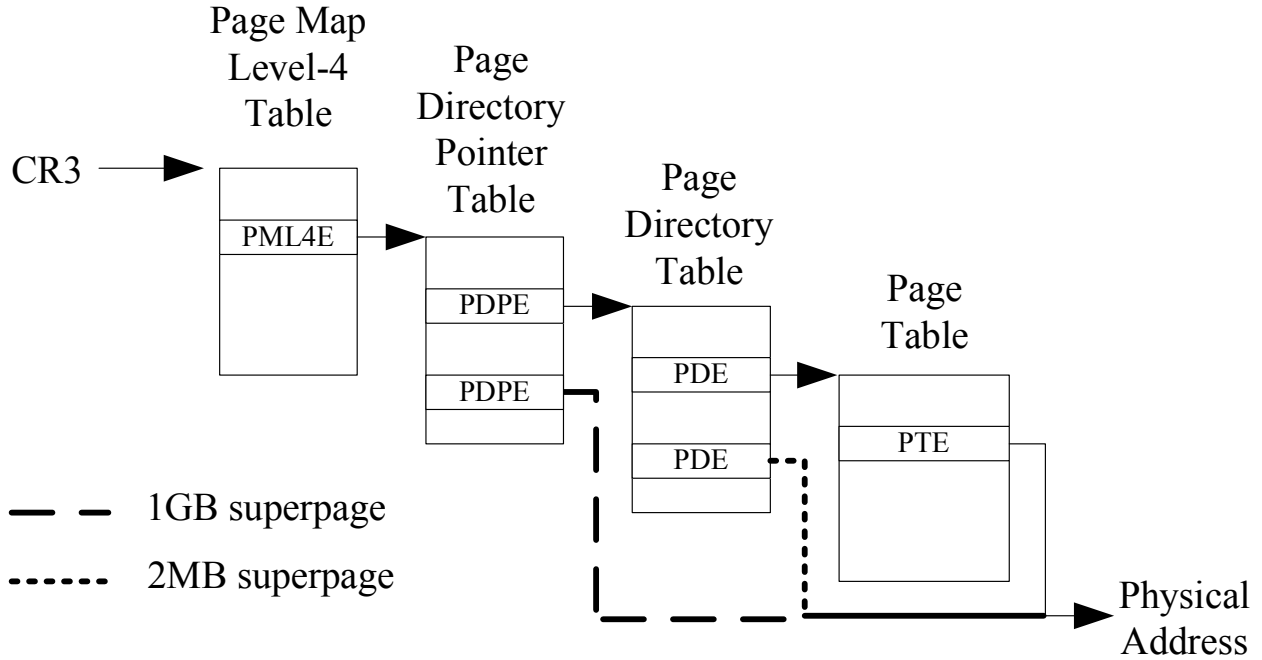 Page Map
Level-4
Table
Page
Directory
Pointer
Table
Page
Directory
Table
Page
Table
CR3
PML4E
PDPE
PDPE
PDE
PDE
PTE
1GB superpage
2MB superpage
Physical
Address